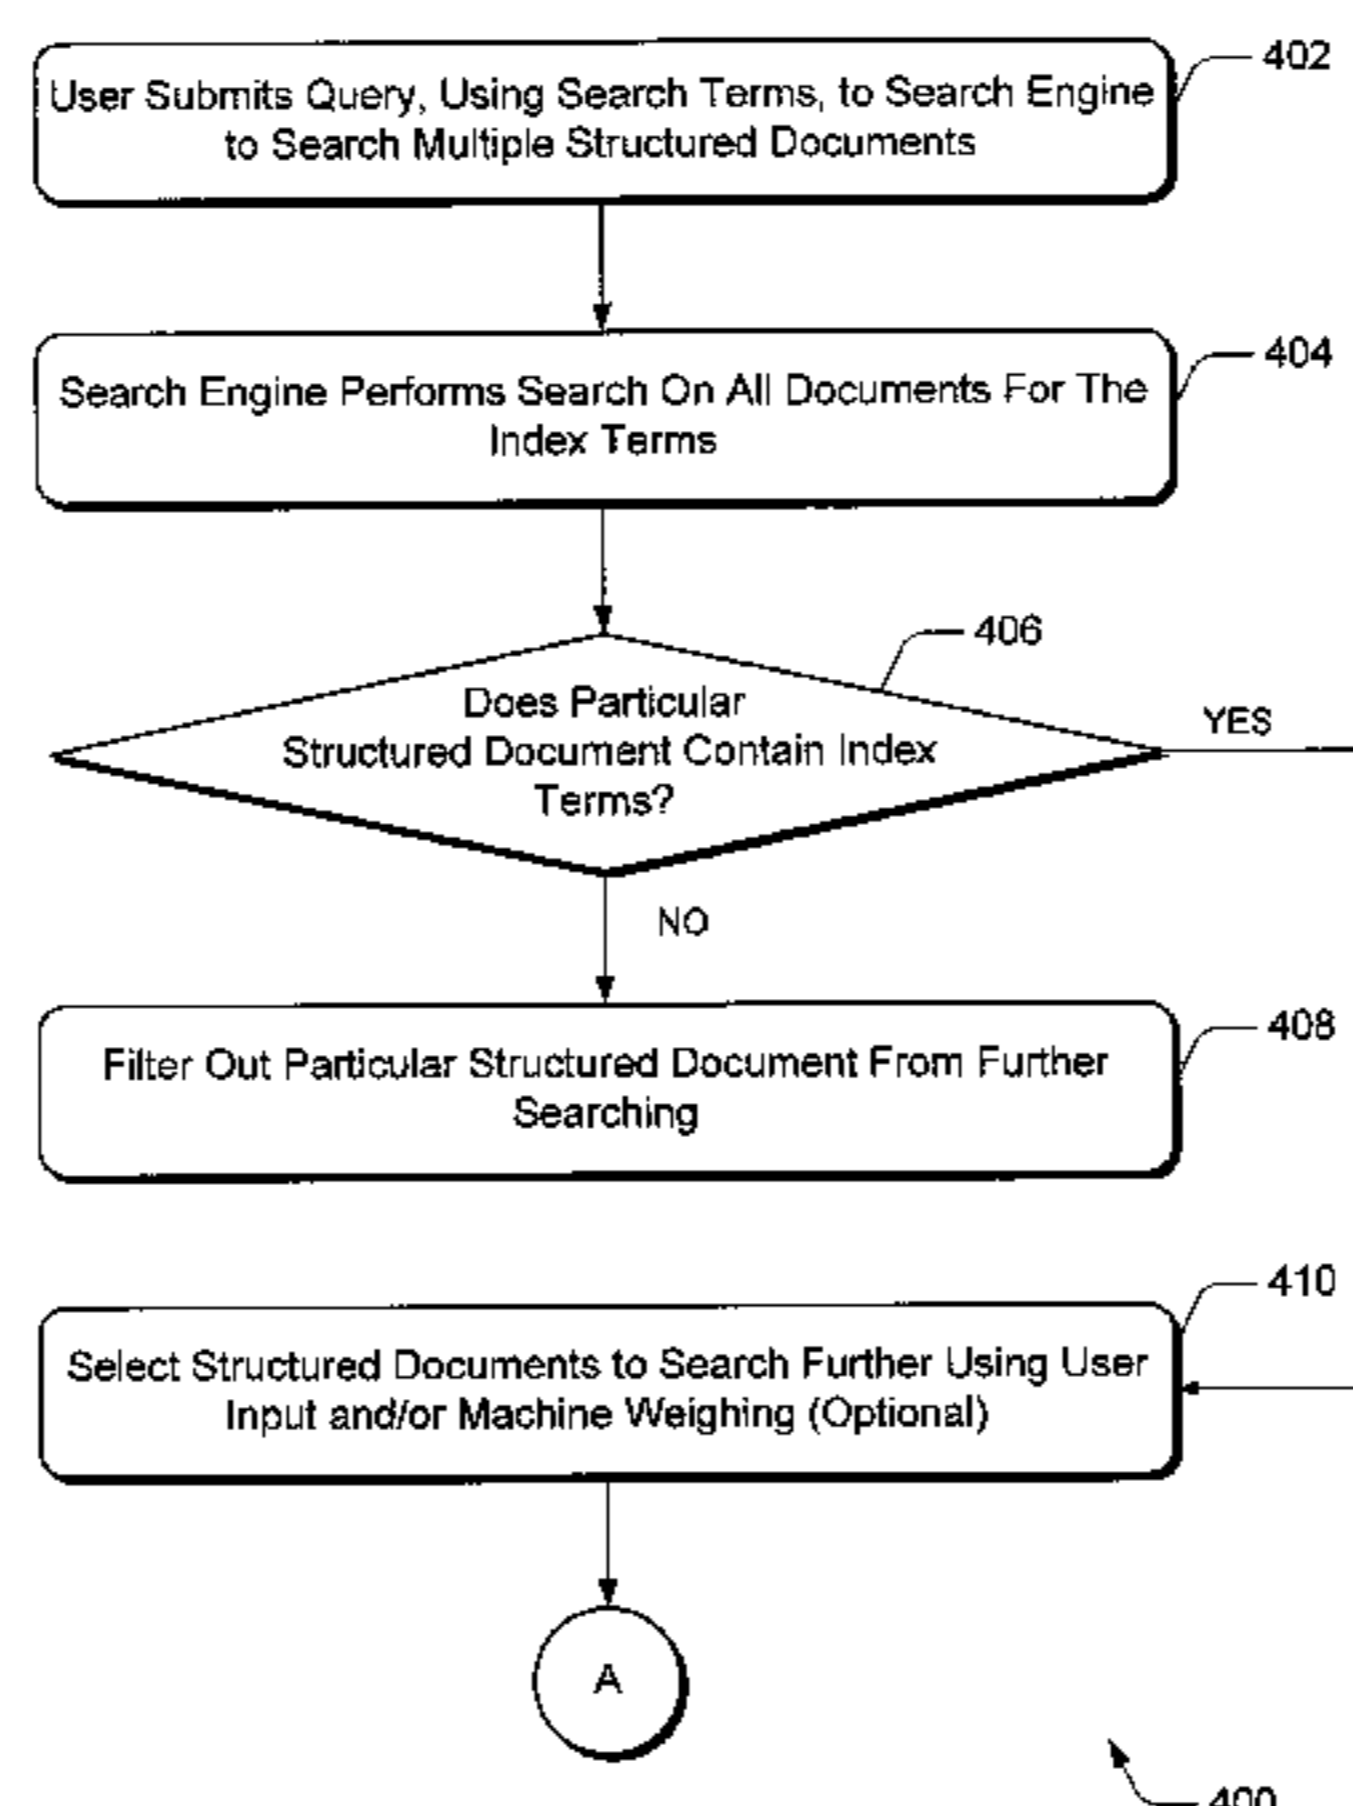 402
User Submits Query, Using Search Terms, to Search Engine
to Search Multiple Structured Documents
404
Search Engine Performs Search On All Documents For The
Index Terms
406
Does Particular
Structured Document Contain Index
Terms?
YES
NO
408
Filter Out Particular Structured Document From Further
Searching
410
Select Structured Documents to Search Further Using User
Input and/or Machine Weighing (Optional)
A
400